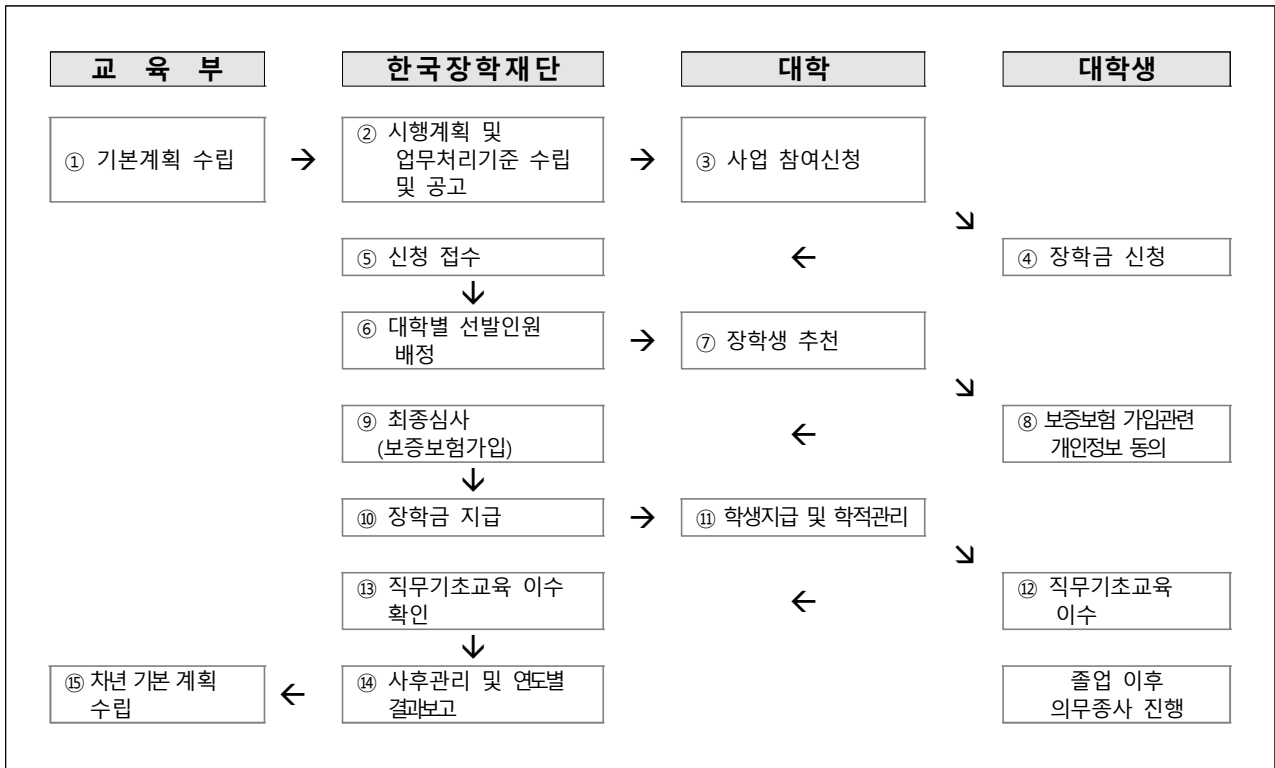 교 육 부
한국장학재단
대학
대학생
① 기본계획 수립
→
② 시행계획 및
업무처리기준 수립
및 공고
→
③ 사업 참여신청
↘
④ 장학금 신청
←
⑤ 신청 접수
↓
⑥ 대학별 선발인원
배정
→
⑦ 장학생 추천
↘
⑧ 보증보험 가입관련
개인정보 동의
←
⑨ 최종심사
(보증보험가입)
↓
⑩ 장학금 지급
→
⑪ 학생지급 및 학적관리
↘
⑫ 직무기초교육
이수
←
⑬ 직무기초교육 이수
확인
↓
⑭ 사후관리 및 연도별
결과보고
←
⑮ 차년 기본 계획
수립
졸업 이후
의무종사 진행